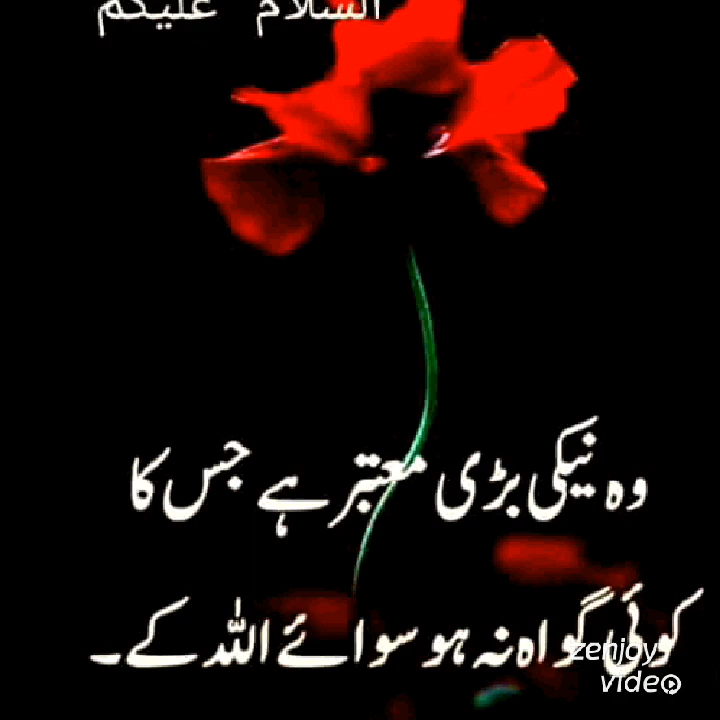 السلام علیکم
وہ نیکی بڑی معتبر ہے جس کا
کوئی گواہ نہ ہو سوائے اللہ کے۔
zenjoy
video